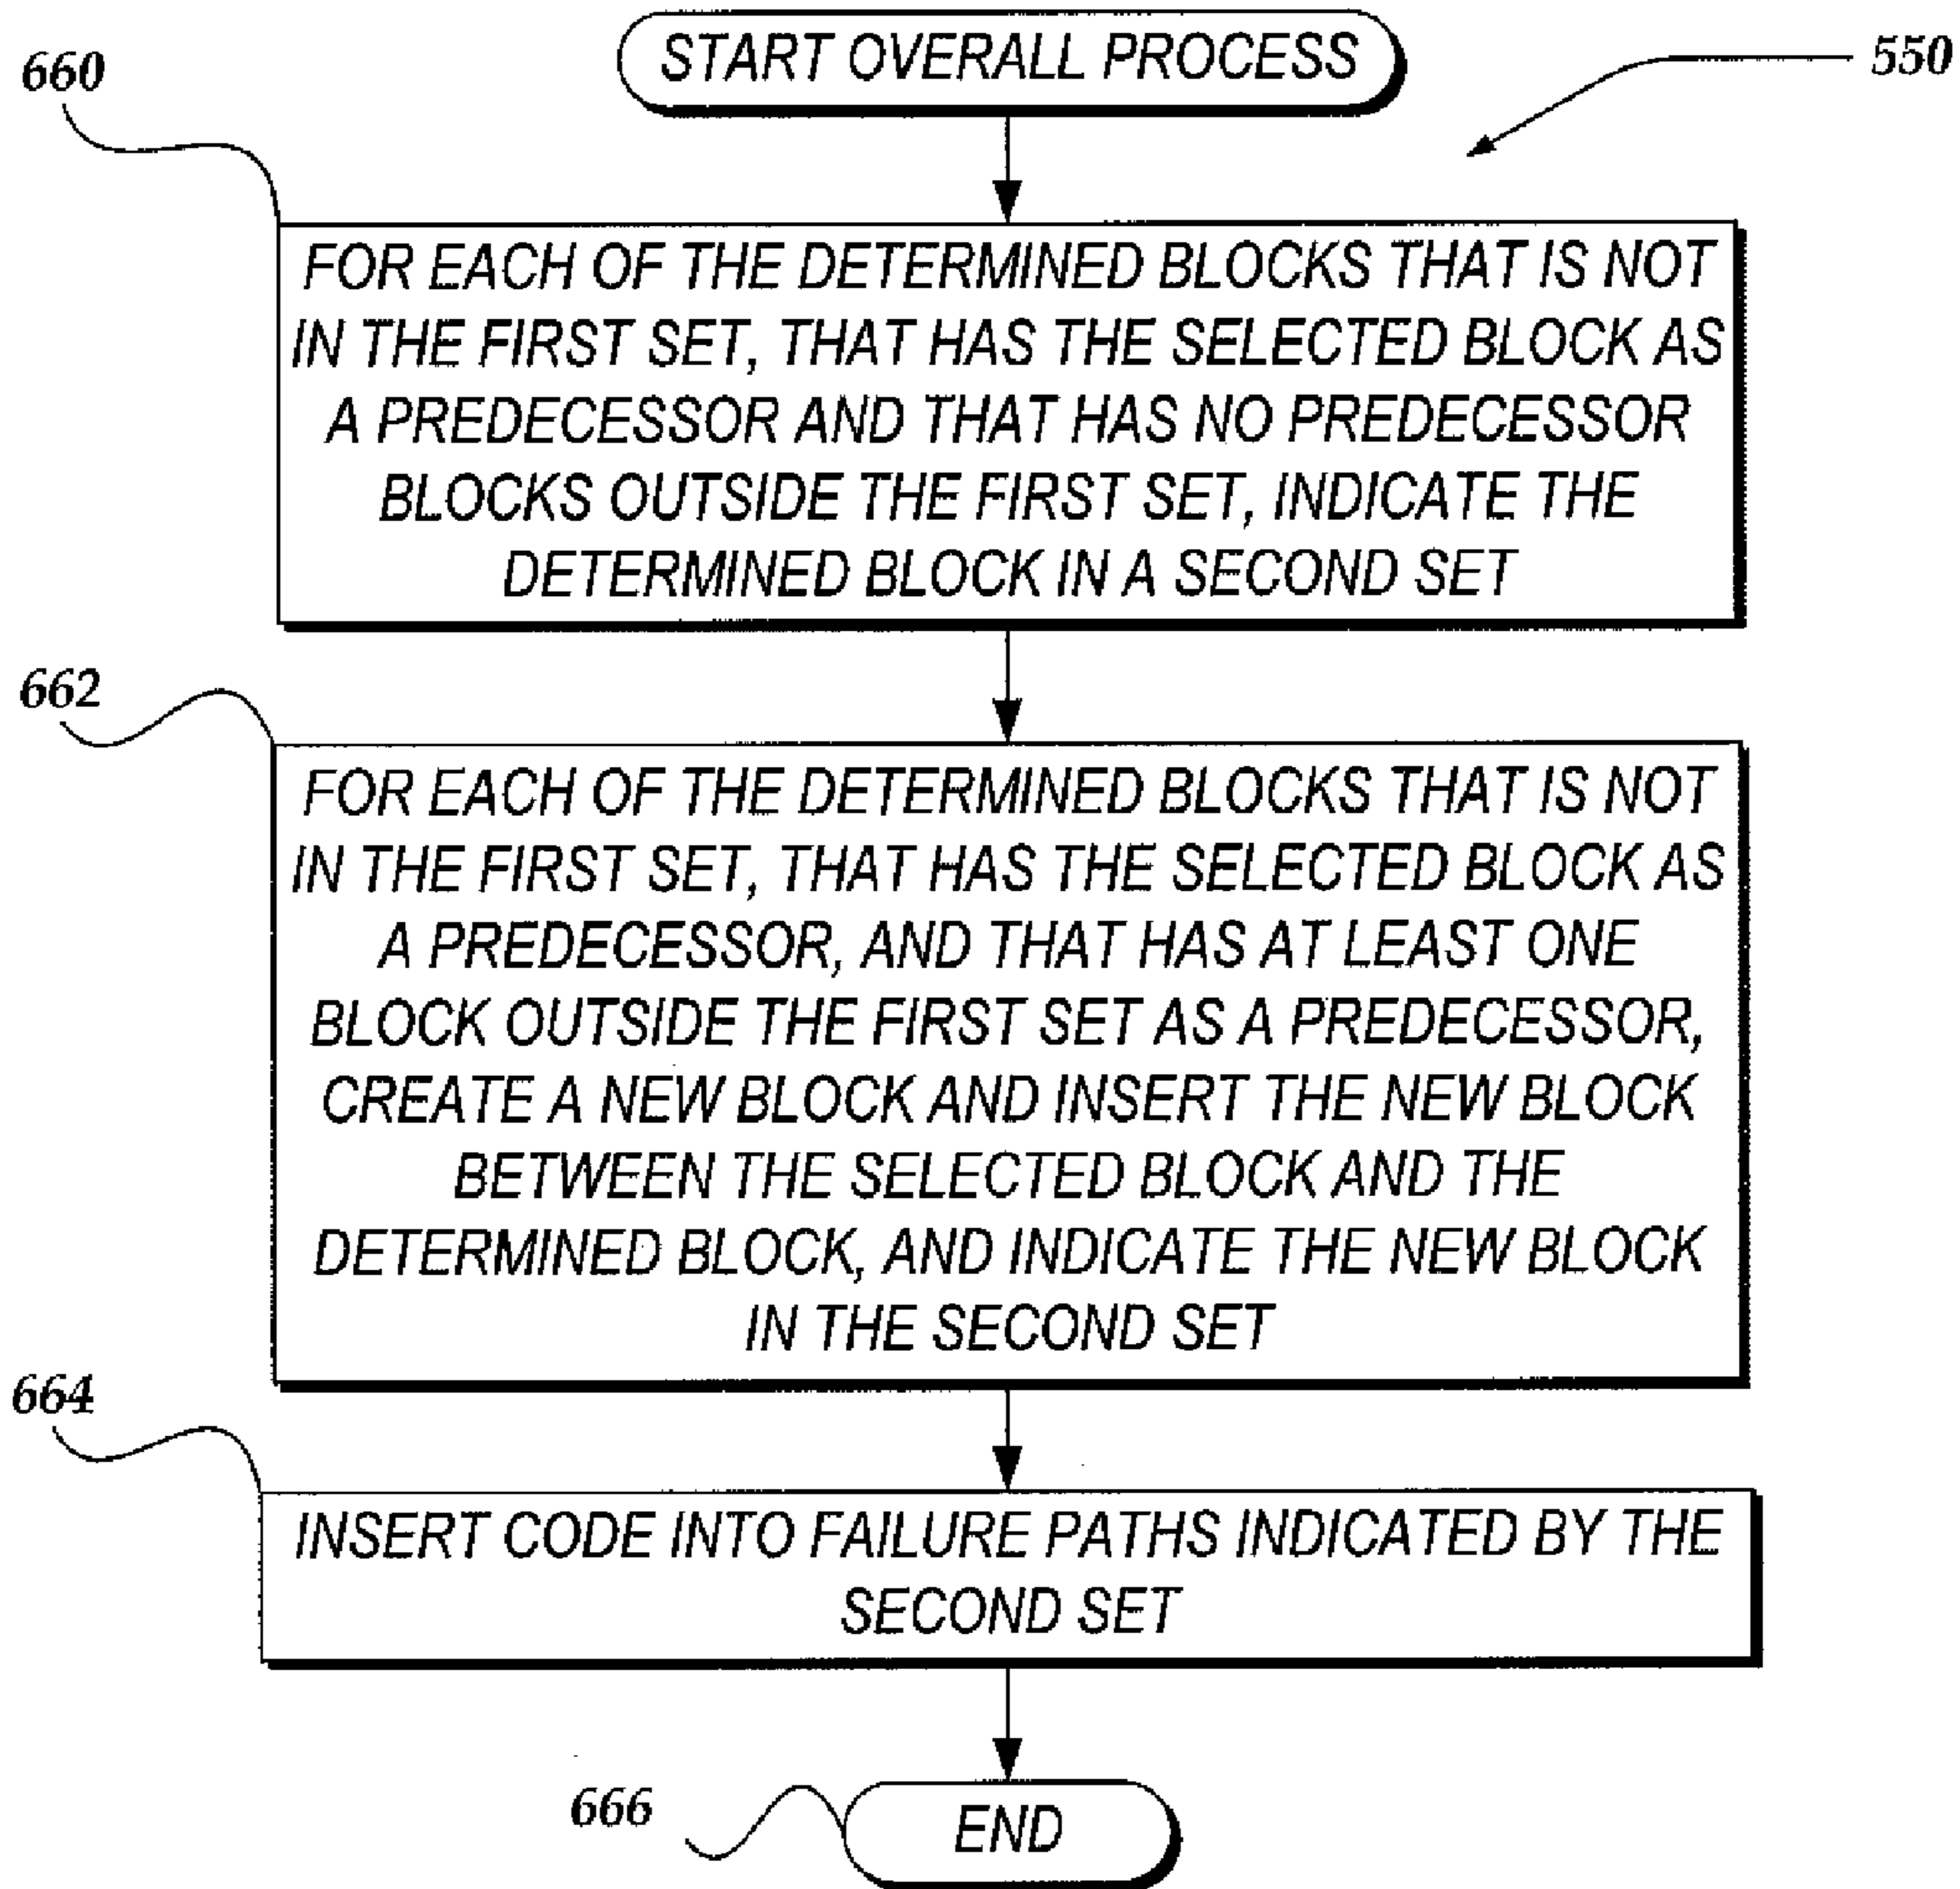 START OVERALL PROCESS
550
660
FOR EACH OF THE DETERMINED BLOCKS THAT IS NOT
IN THE FIRST SET, THAT HAS THE SELECTED BLOCK AS
A PREDECESSOR AND THAT HAS NO PREDECESSOR
BLOCKS OUTSIDE THE FIRST SET, INDICATE THE
DETERMINED BLOCK IN A SECOND SET
662
FOR EACH OF THE DETERMINED BLOCKS THAT IS NOT
IN THE FIRST SET, THAT HAS THE SELECTED BLOCK AS
A PREDECESSOR, AND THAT HAS AT LEAST ONE
BLOCK OUTSIDE THE FIRST SET AS A PREDECESSOR,
CREATE A NEW BLOCK AND INSERT THE NEW BLOCK
BETWEEN THE SELECTED BLOCK AND THE
DETERMINED BLOCK, AND INDICATE THE NEW BLOCK
IN THE SECOND SET
664
INSERT CODE INTO FAILURE PATHS INDICATED BY THE
SECOND SET
666
END